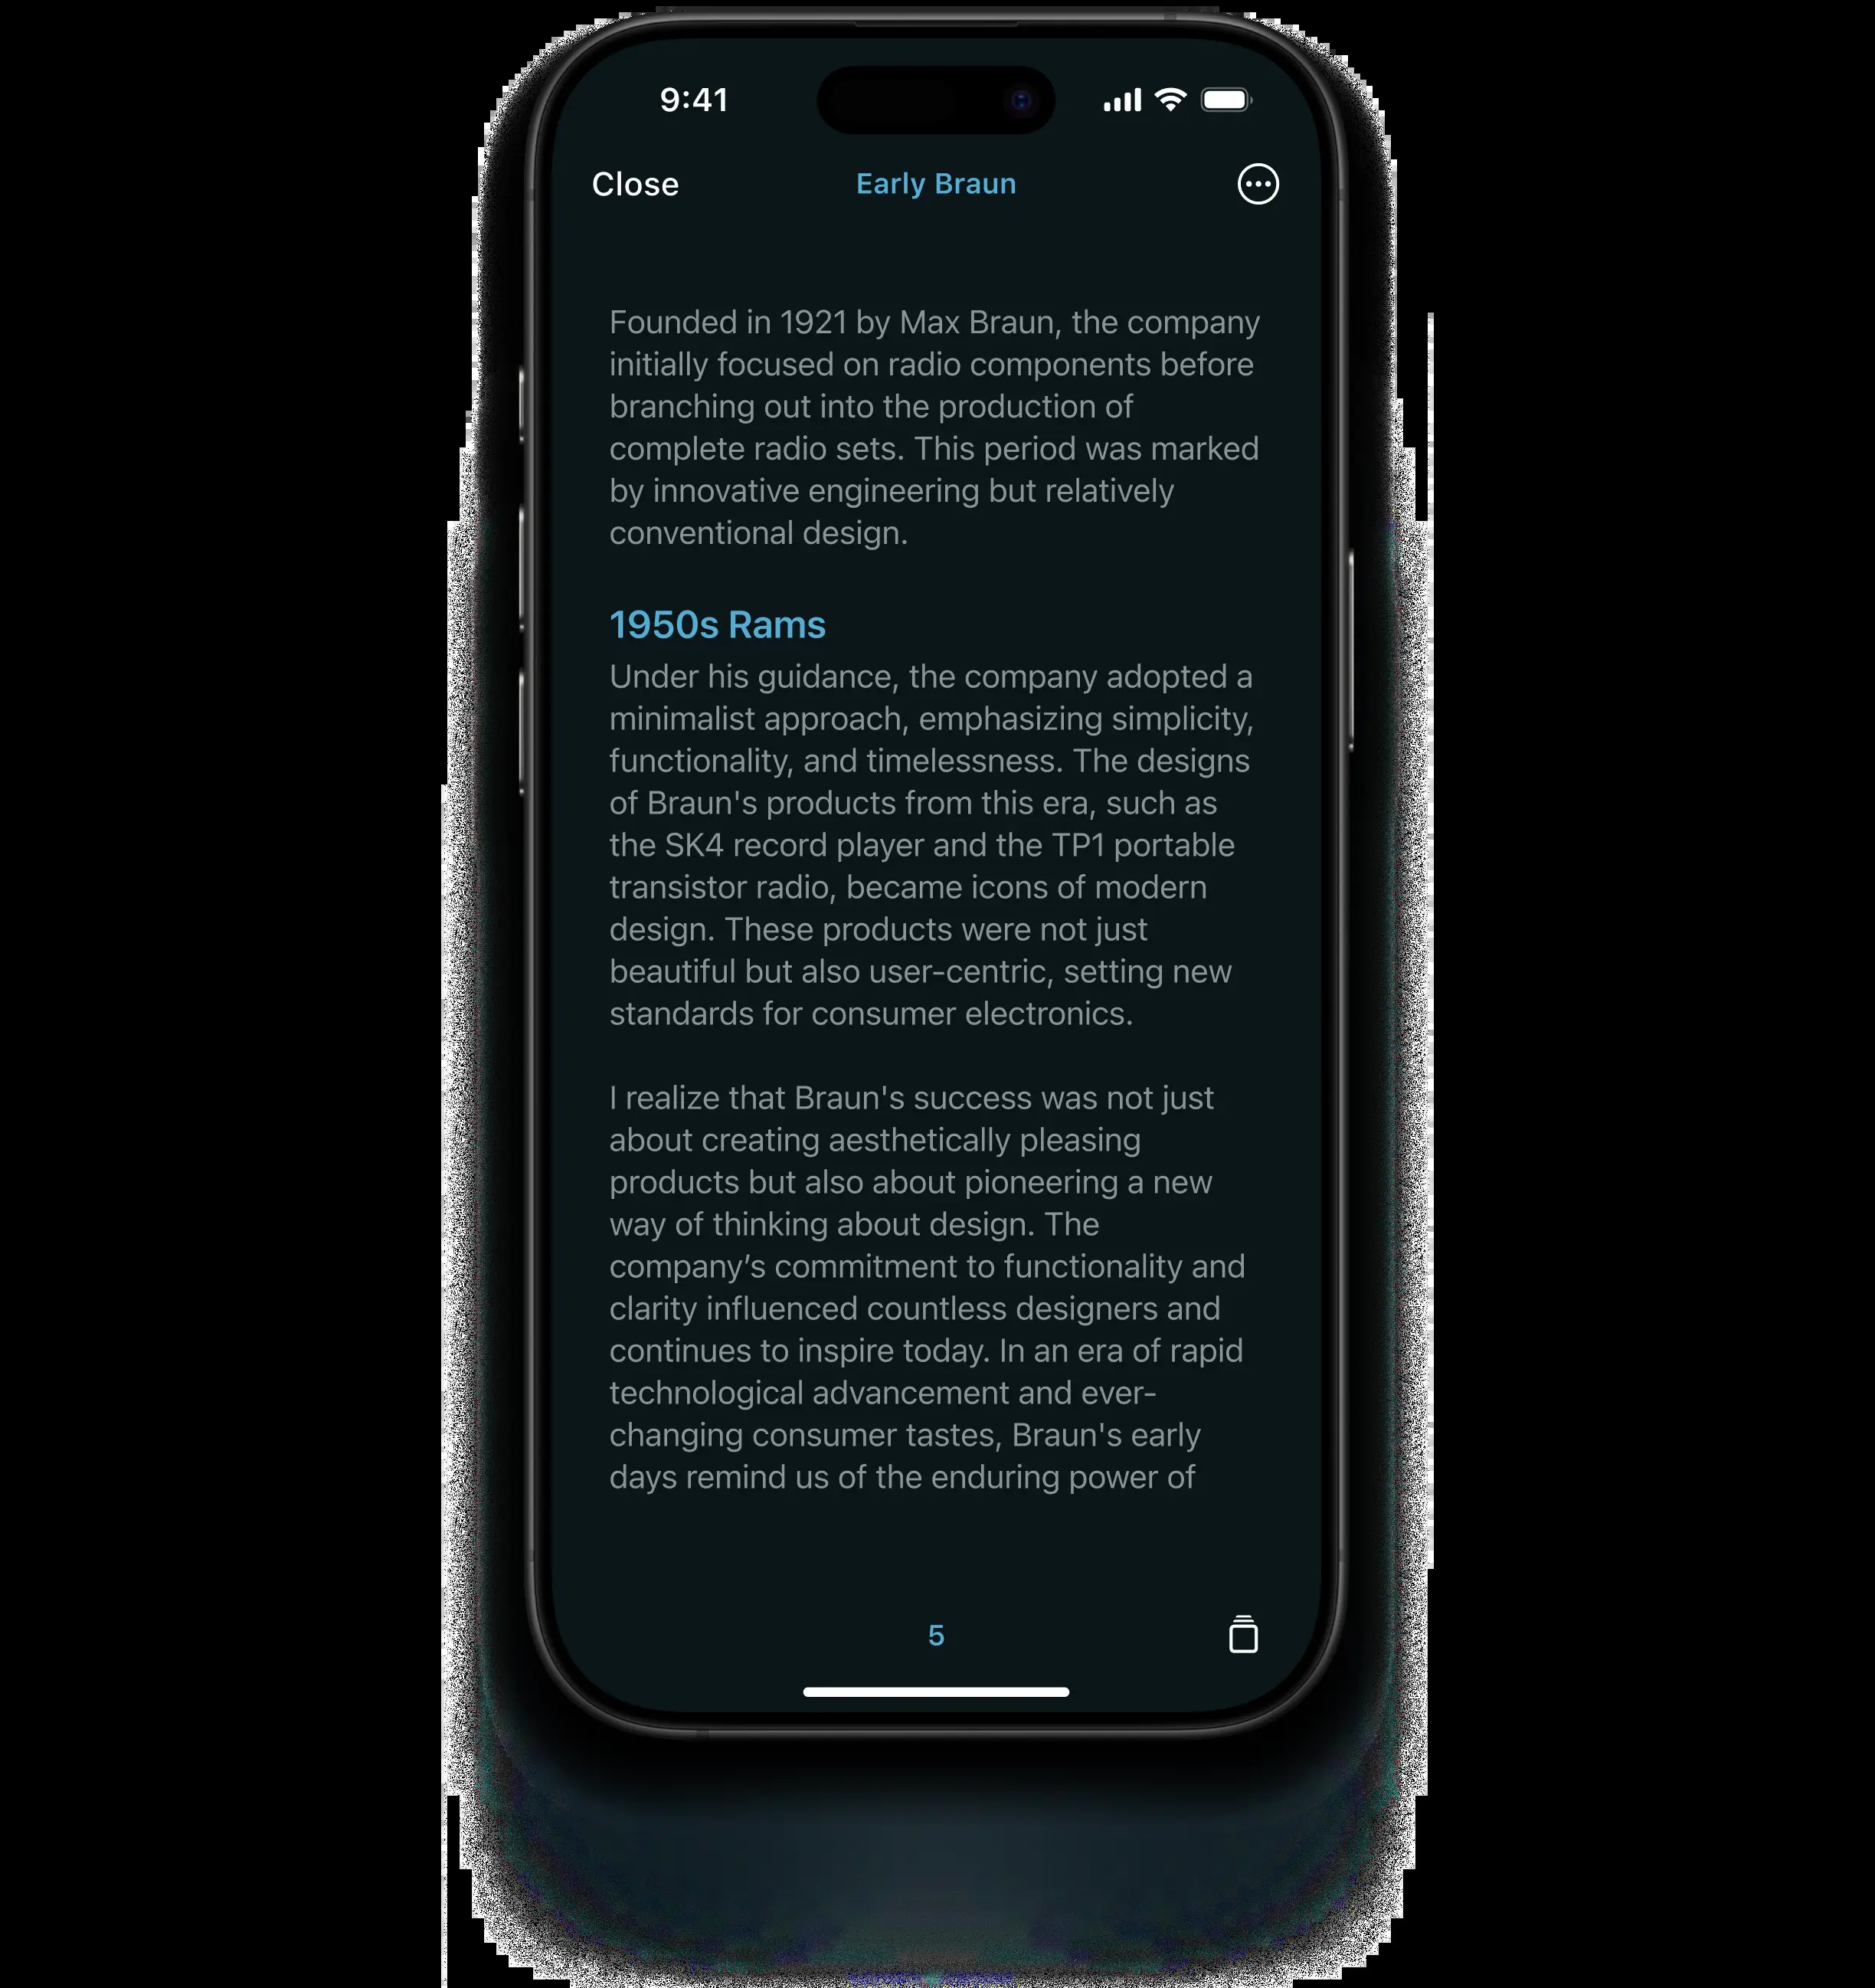 9:41
Close
Early Braun
Founded in 1921 by Max Braun, the company
initially focused on radio components before
branching out into the production of
complete radio sets. This period was marked
by innovative engineering but relatively
conventional design.
1950s Rams
Under his guidance, the company adopted a
minimalist approach, emphasizing simplicity,
functionality, and timelessness. The designs
of Braun's products from this era, such as
the SK4 record player and the TP1 portable
transistor radio, became icons of modern
design. These products were not just
beautiful but also user-centric, setting new
standards for consumer electronics.
I realize that Braun's success was not just
about creating aesthetically pleasing
products but also about pioneering a new
way of thinking about design. The
company’s commitment to functionality and
clarity influenced countless designers and
continues to inspire today. In an era of rapid
technological advancement and ever-
changing consumer tastes, Braun's early
days remind us of the enduring power of
5